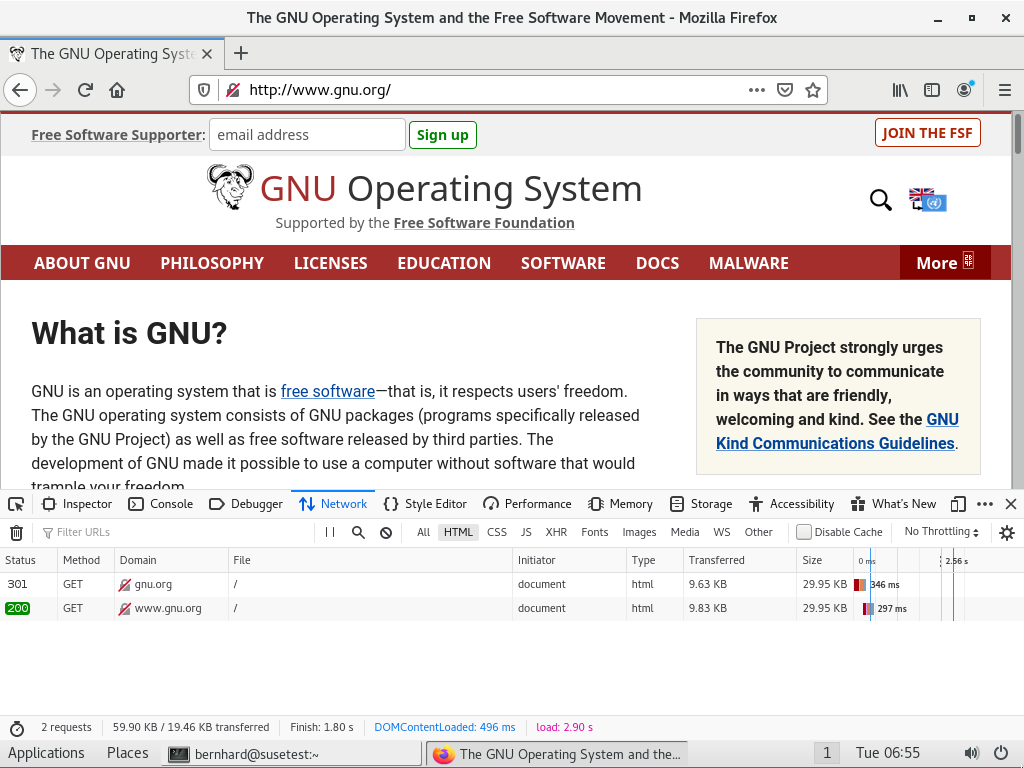 The GNU Operating System and the Free Software Movement - Mozilla Firefox
The GNU Operating Syste
http://www.gnu.org/
Free Software Supporter: email address Sign up JOIN THE FSF
GNU Operating System
Supported by the Free Software Foundation
ABOUT GNU PHILOSOPHY LICENSES EDUCATION SOFTWARE DOCS MALWARE More
What is GNU?
GNU is an operating system that is free software—that is, it respects users' freedom.
The GNU operating system consists of GNU packages (programs specifically released
by the GNU Project) as well as free software released by third parties. The
development of GNU made it possible to use a computer without software that would
trample your freedom.
The GNU Project strongly urges
the community to communicate
in ways that are friendly,
welcoming and kind. See the GNU
Kind Communications Guidelines.
Inspector Console Debugger Network Style Editor Performance Memory Storage Accessibility What's New
Filter URLs All HTML CSS JS XHR Fonts Images Media WS Other Disable Cache No Throttling
Status Method Domain File Initiator Type Transferred Size 0 ms 2.56 s
301 GET gnu.org / document html 9.63 KB 29.95 KB 346 ms
200 GET www.gnu.org / document html 9.83 KB 29.95 KB 297 ms
2 requests 59.90 KB / 19.46 KB transferred Finish: 1.80 s DOMContentLoaded: 496 ms load: 2.90 s
Applications Places bernhard@susetest:~ The GNU Operating System and the... 1 Tue 06:55